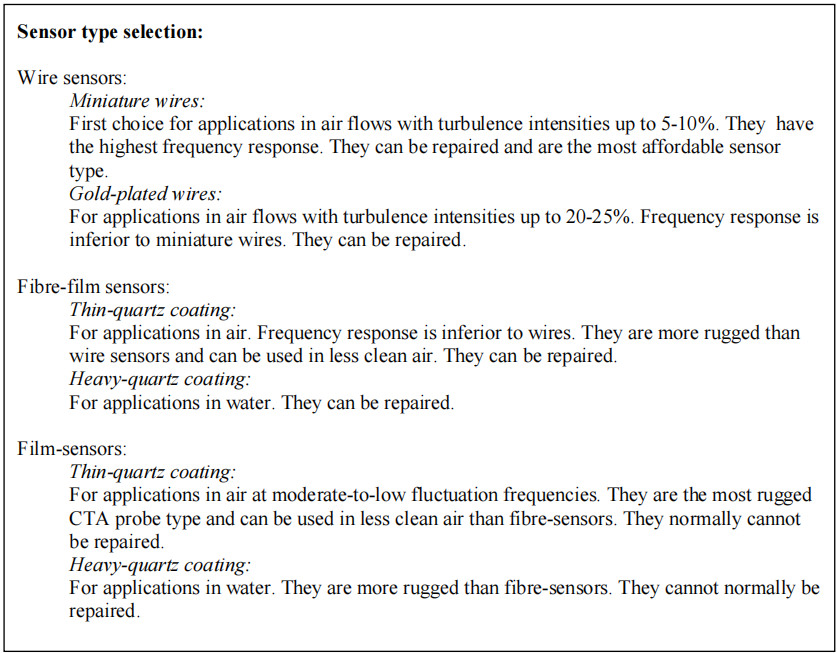 Sensor type selection:
Wire sensors:
Miniature wires:
First choice for applications in air flows with turbulence intensities up to 5-10%. They  have
the highest frequency response. They can be repaired and are the most affordable sensor
type.
Gold-plated wires:
For applications in air flows with turbulence intensities up to 20-25%. Frequency response is
inferior to miniature wires. They can be repaired.
Fibre-film sensors:
Thin-quartz coating:
For applications in air. Frequency response is inferior to wires. They are more rugged than
wire sensors and can be used in less clean air. They can be repaired.
Heavy-quartz coating:
For applications in water. They can be repaired.
Film-sensors:
Thin-quartz coating:
For applications in air at moderate-to-low fluctuation frequencies. They are the most rugged
CTA probe type and can be used in less clean air than fibre-sensors. They normally cannot
be repaired.
Heavy-quartz coating:
For applications in water. They are more rugged than fibre-sensors. They cannot normally be
repaired.